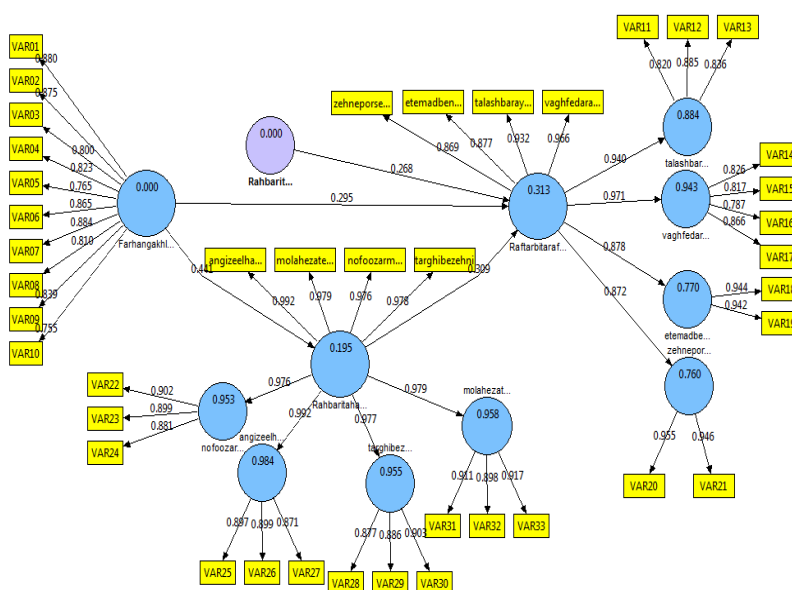 VAR01
VAR02
VAR03
VAR04
VAR05
VAR06
VAR07
VAR08
VAR09
VAR10
0.880
0.875
0.800
0.823
0.765
0.865
0.884
0.810
0.839
0.755
0.000
Farhangakhl...
0.000
Rahbarit...
0.268
0.295
0.441
0.309
zehneporse...
etemadben...
talashbaray...
vaghfedara...
0.869
0.877
0.932
0.966
0.313
Raftarbitaraf...
0.940
0.971
0.878
0.872
VAR11
VAR12
VAR13
0.820
0.885
0.836
0.884
talashbar...
0.943
vaghfedar...
0.826
0.817
0.787
0.866
VAR14
VAR15
VAR16
VAR17
0.770
etemadbe...
0.944
0.942
VAR18
VAR19
zehnepor...
0.760
0.955
0.946
VAR20
VAR21
angizeelha...
molahezate...
nofoozarm...
targhibezehni
0.992
0.979
0.976
0.978
0.195
Rahbaritaha...
0.976
0.992
0.977
0.979
VAR22
VAR23
VAR24
0.902
0.899
0.881
0.953
nofoozar...
angizeelh...
0.984
0.897
0.899
0.871
VAR25
VAR26
VAR27
targhibez...
0.955
0.877
0.886
0.903
VAR28
VAR29
VAR30
molahezat...
0.958
0.911
0.898
0.917
VAR31
VAR32
VAR33